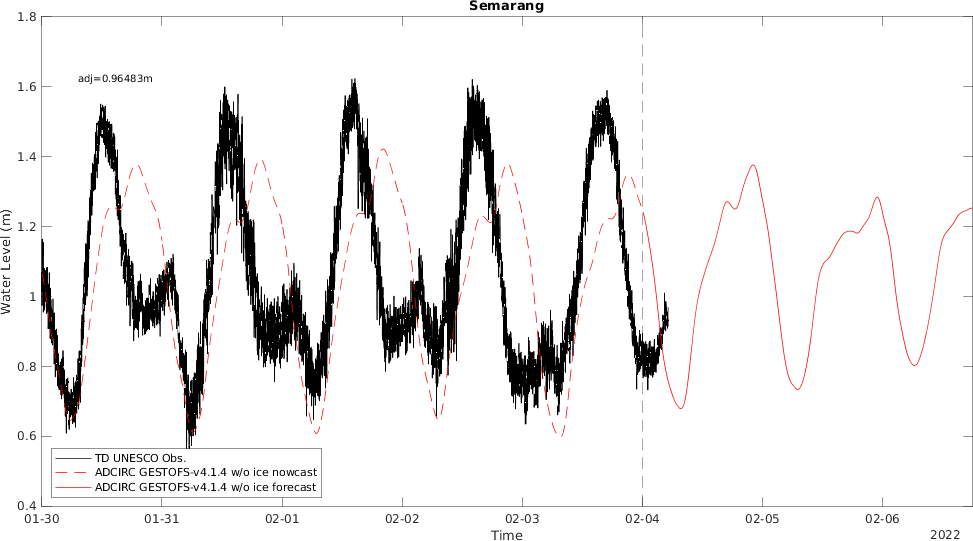 Semarang
1.8
adj=0.96483m
1.6
1.4
1.2
1
0.8
0.6
0.4
Water Level (m)
TD UNESCO Obs.
ADCIRC GESTOFS-v4.1.4 w/o ice nowcast
ADCIRC GESTOFS-v4.1.4 w/o ice forecast
01-30 01-31 02-01 02-02 02-03 02-04 02-05 02-06
Time
2022